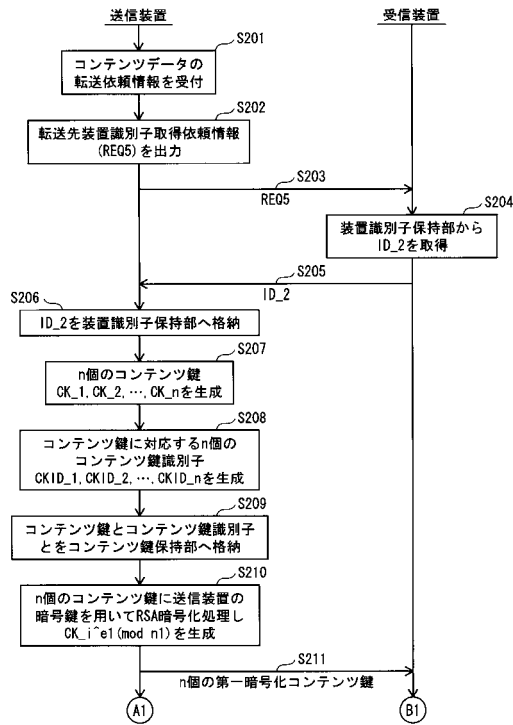 送信装置
受信装置
S201
コンテンツデータの
転送依頼情報を受付
S202
転送先装置識別子取得依頼情報
(REQ5)を出力
S203
REQ5
S204
装置識別子保持部から
ID_2を取得
S205
ID_2
S206
ID_2を装置識別子保持部へ格納
S207
n個のコンテンツ鍵
CK_1,CK_2,…,CK_nを生成
S208
コンテンツ鍵に対応するn個の
コンテンツ鍵識別子
CKID_1,CKID_2,…,CKID_nを生成
S209
コンテンツ鍵とコンテンツ鍵識別子
とをコンテンツ鍵保持部へ格納
S210
n個のコンテンツ鍵に送信装置の
暗号鍵を用いてRSA暗号化処理し
CK_i^e1(mod n1)を生成
S211
n個の第一暗号化コンテンツ鍵
A1
B1